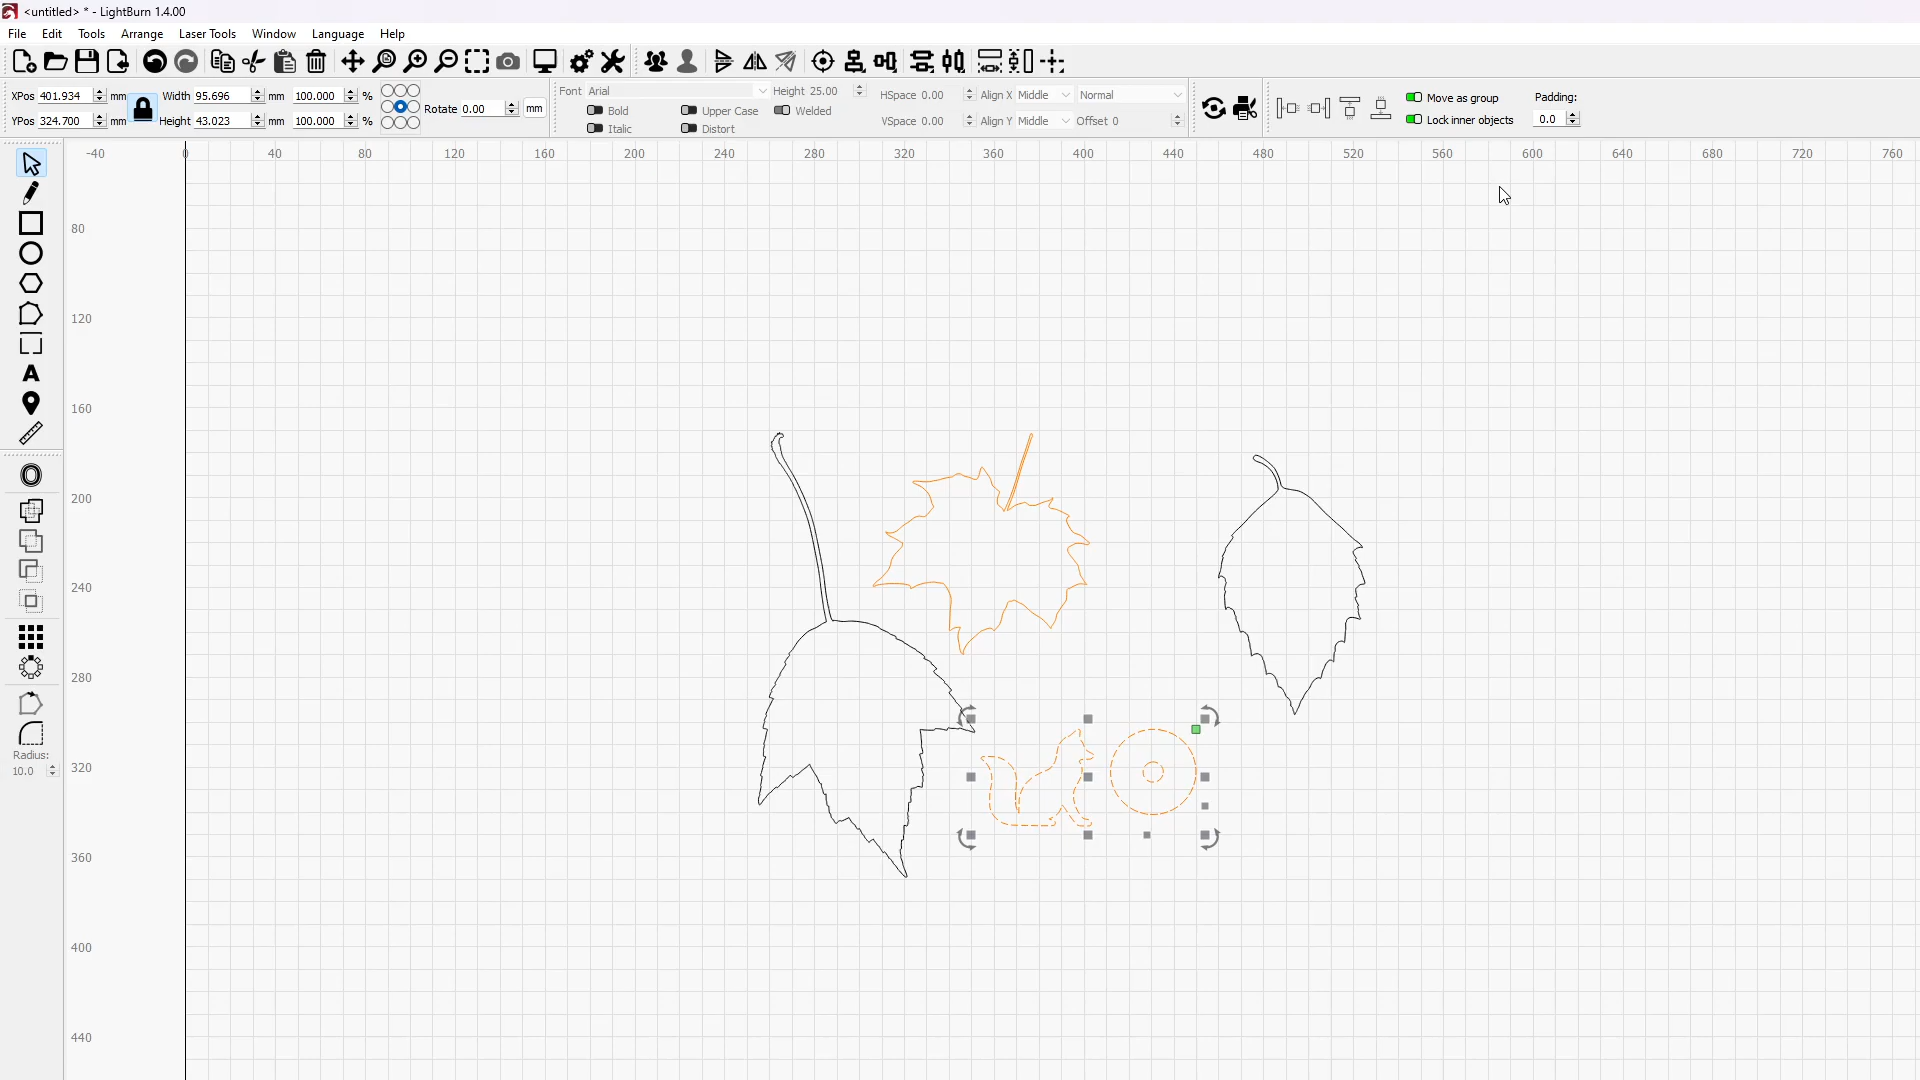 <untitled> * - LightBurn 1.4.00
File Edit Tools Arrange Laser Tools Window Language Help
XPos 401.934 mm Width 95.696 mm 100.000 %
YPos 324.700 mm Height 43.023 mm 100.000 %
Rotate 0.00 mm
Font Arial Height 25.00
Bold Upper Case Welded
Italic Distort
HSpace 0.00 Align X Middle Normal
VSpace 0.00 Align Y Middle Offset 0
Move as group Padding:
Lock inner objects 0.0
-40 0 40 80 120 160 200 240 280 320 360 400 440 480 520 560 600 640 680 720 760
80
120
160
200
240
280
320
360
400
440
A
Radius:
10.0